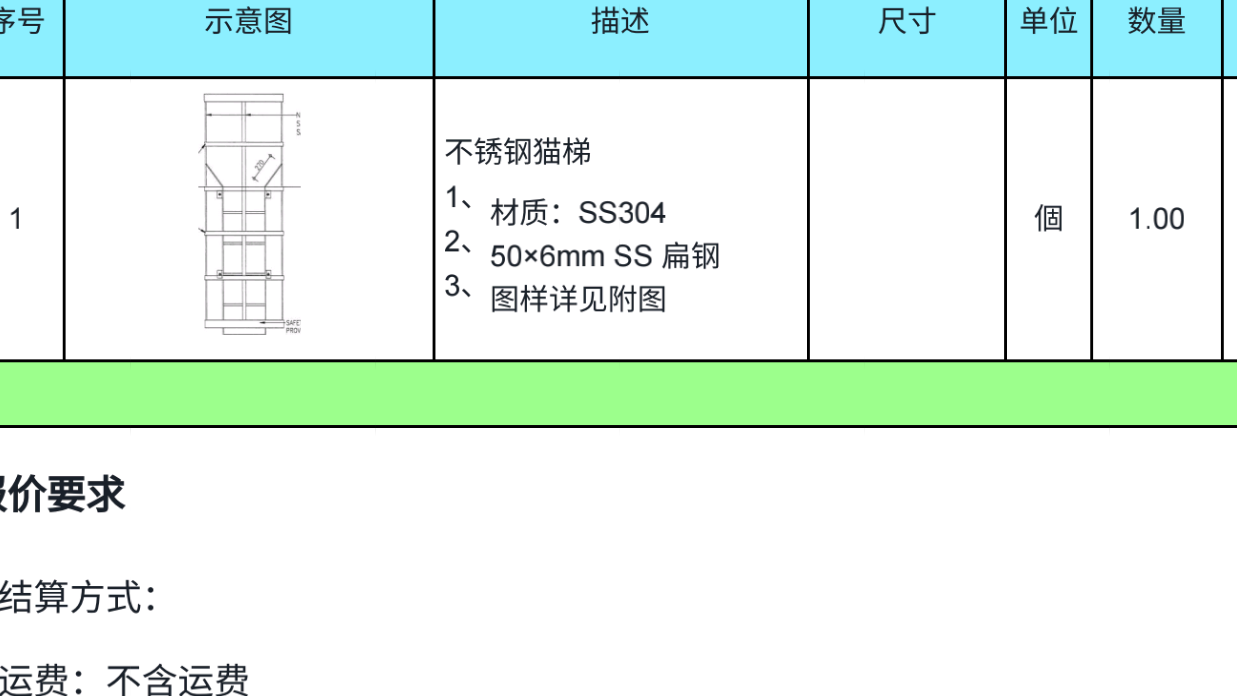 序号 示意图 描述 尺寸 单位 数量
1
270
SAFE
PROV
不锈钢猫梯
1、材质：SS304
2、50×6mm SS 扁钢
3、图样详见附图
個 1.00
报价要求
结算方式：
运费：不含运费